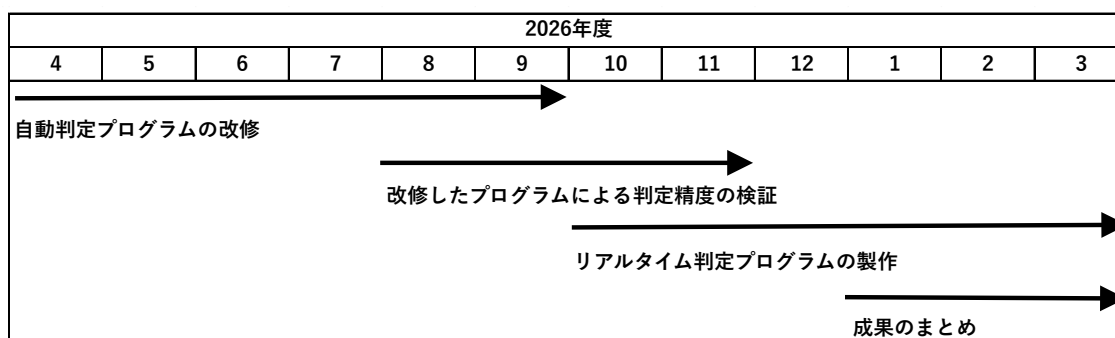 2026年度
4 5 6 7 8 9 10 11 12 1 2 3
自動判定プログラムの改修
改修したプログラムによる判定精度の検証
リアルタイム判定プログラムの製作
成果のまとめ